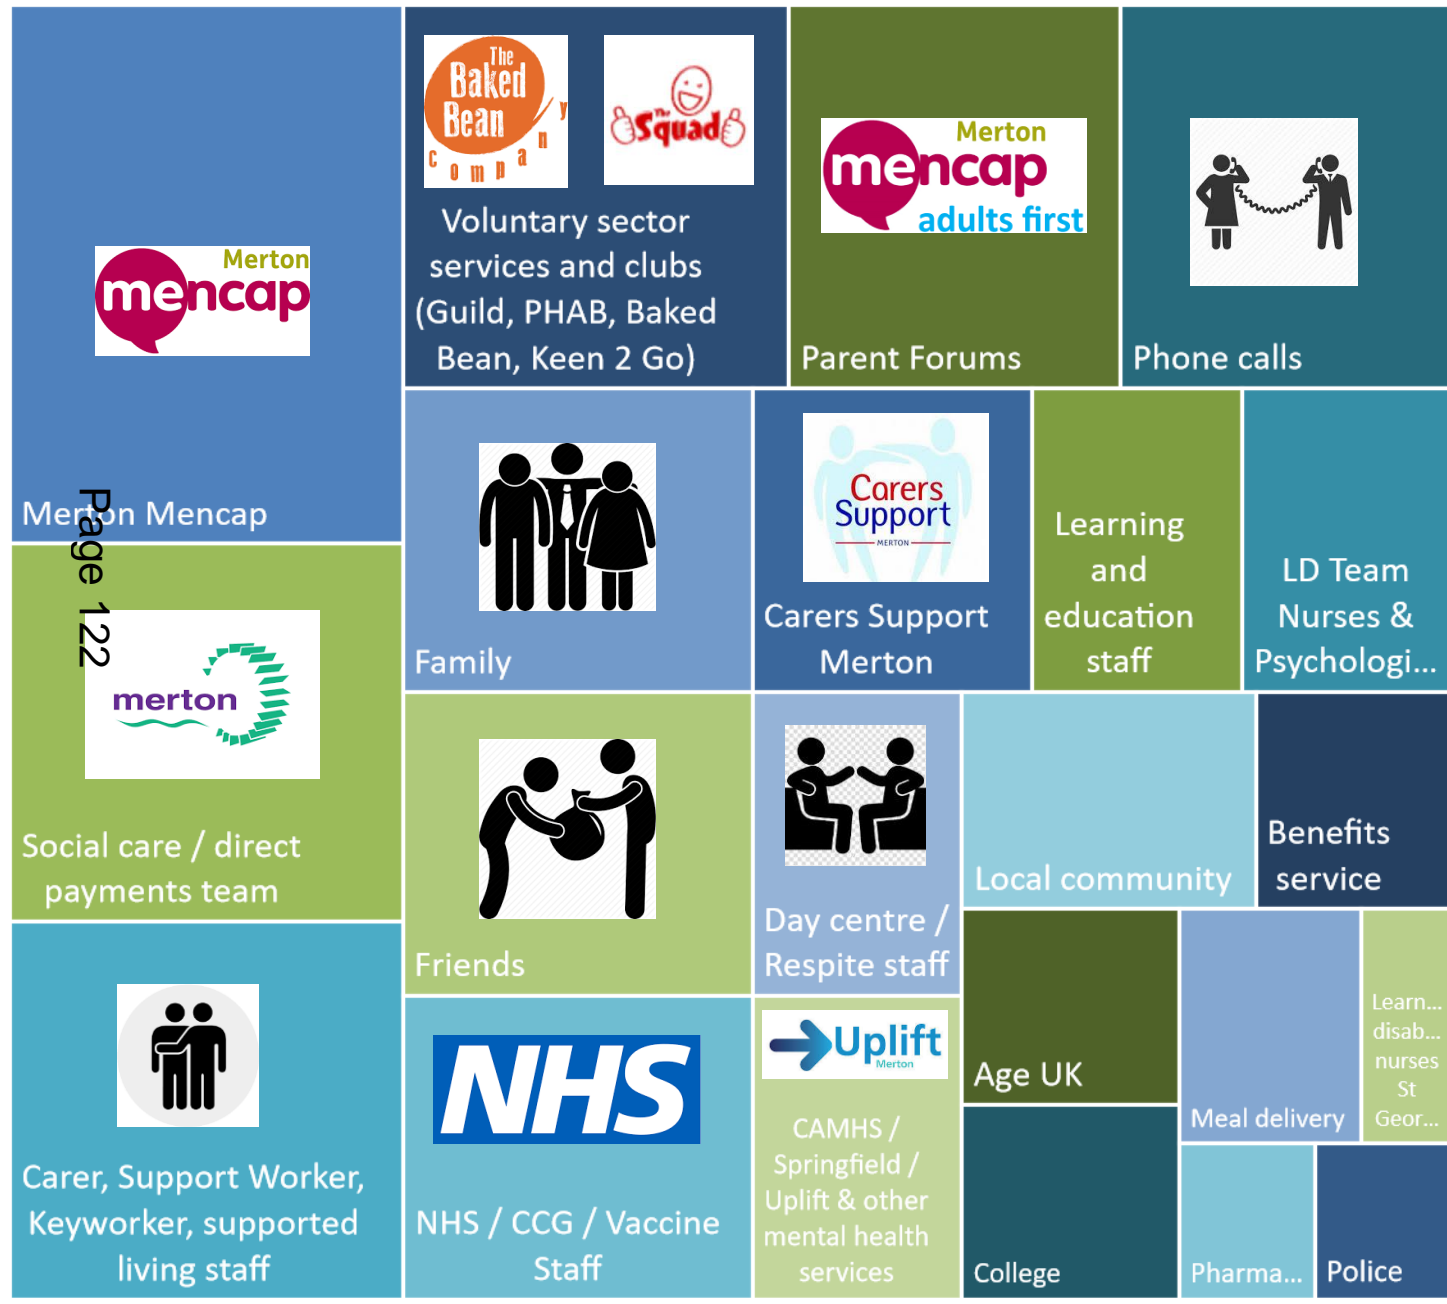 Merton
mencap
Merton Mencap
Page 122
merton
Social care / direct
payments team
Carer, Support Worker,
Keyworker, supported
living staff
The
Baked
Bean
Company
The
Squad
Voluntary sector
services and clubs
(Guild, PHAB, Baked
Bean, Keen 2 Go)
Merton
mencap
adults first
Parent Forums
Phone calls
Family
Carers
Support
MERTON
Carers Support
Merton
Learning
and
education
staff
LD Team
Nurses &
Psychologi...
Friends
Day centre /
Respite staff
Local community
Benefits
service
NHS
NHS / CCG / Vaccine
Staff
Uplift
Merton
CAMHS /
Springfield /
Uplift & other
mental health
services
Age UK
College
Meal delivery
Learn...
disab...
nurses
St
Geor...
Pharma...
Police